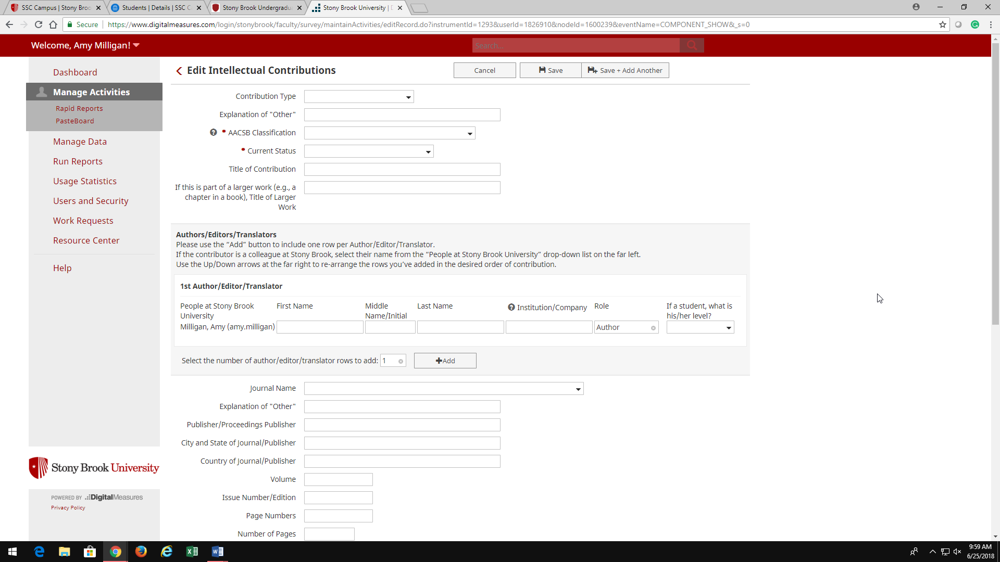 SSC Campus | Stony Broo
Students | Details | SSC C
Stony Brook Undergradu
Stony Brook University |
Secure
https://www.digitalmeasures.com/login/stonybrook/faculty/survey/maintainActivities/editRecord.do?instrumentId=1293&userId=1826910&nodeId=1600239&eventName=COMPONENT_SHOW&_s=0
Welcome, Amy Milligan!
Search...
Dashboard
Manage Activities
Rapid Reports
PasteBoard
Manage Data
Run Reports
Usage Statistics
Users and Security
Work Requests
Resource Center
Help
Stony Brook University
POWERED BY DigitalMeasures
Privacy Policy
Edit Intellectual Contributions
Cancel
Save
Save + Add Another
Contribution Type
Explanation of "Other"
AACSB Classification
Current Status
Title of Contribution
If this is part of a larger work (e.g., a
chapter in a book), Title of Larger
Work
Authors/Editors/Translators
Please use the “Add” button to include one row per Author/Editor/Translator.
If the contributor is a colleague at Stony Brook, select their name from the “People at Stony Brook University” drop-down list on the far left.
Use the Up/Down arrows at the far right to re-arrange the rows you’ve added in the desired order of contribution.
1st Author/Editor/Translator
People at Stony Brook
University
First Name
Middle
Name/Initial
Last Name
Institution/Company
Role
If a student, what is
his/her level?
Milligan, Amy (amy.milligan)
Author
Select the number of author/editor/translator rows to add: 1
Add
Journal Name
Explanation of "Other"
Publisher/Proceedings Publisher
City and State of Journal/Publisher
Country of Journal/Publisher
Volume
Issue Number/Edition
Page Numbers
Number of Pages
9:59 AM
6/25/2018